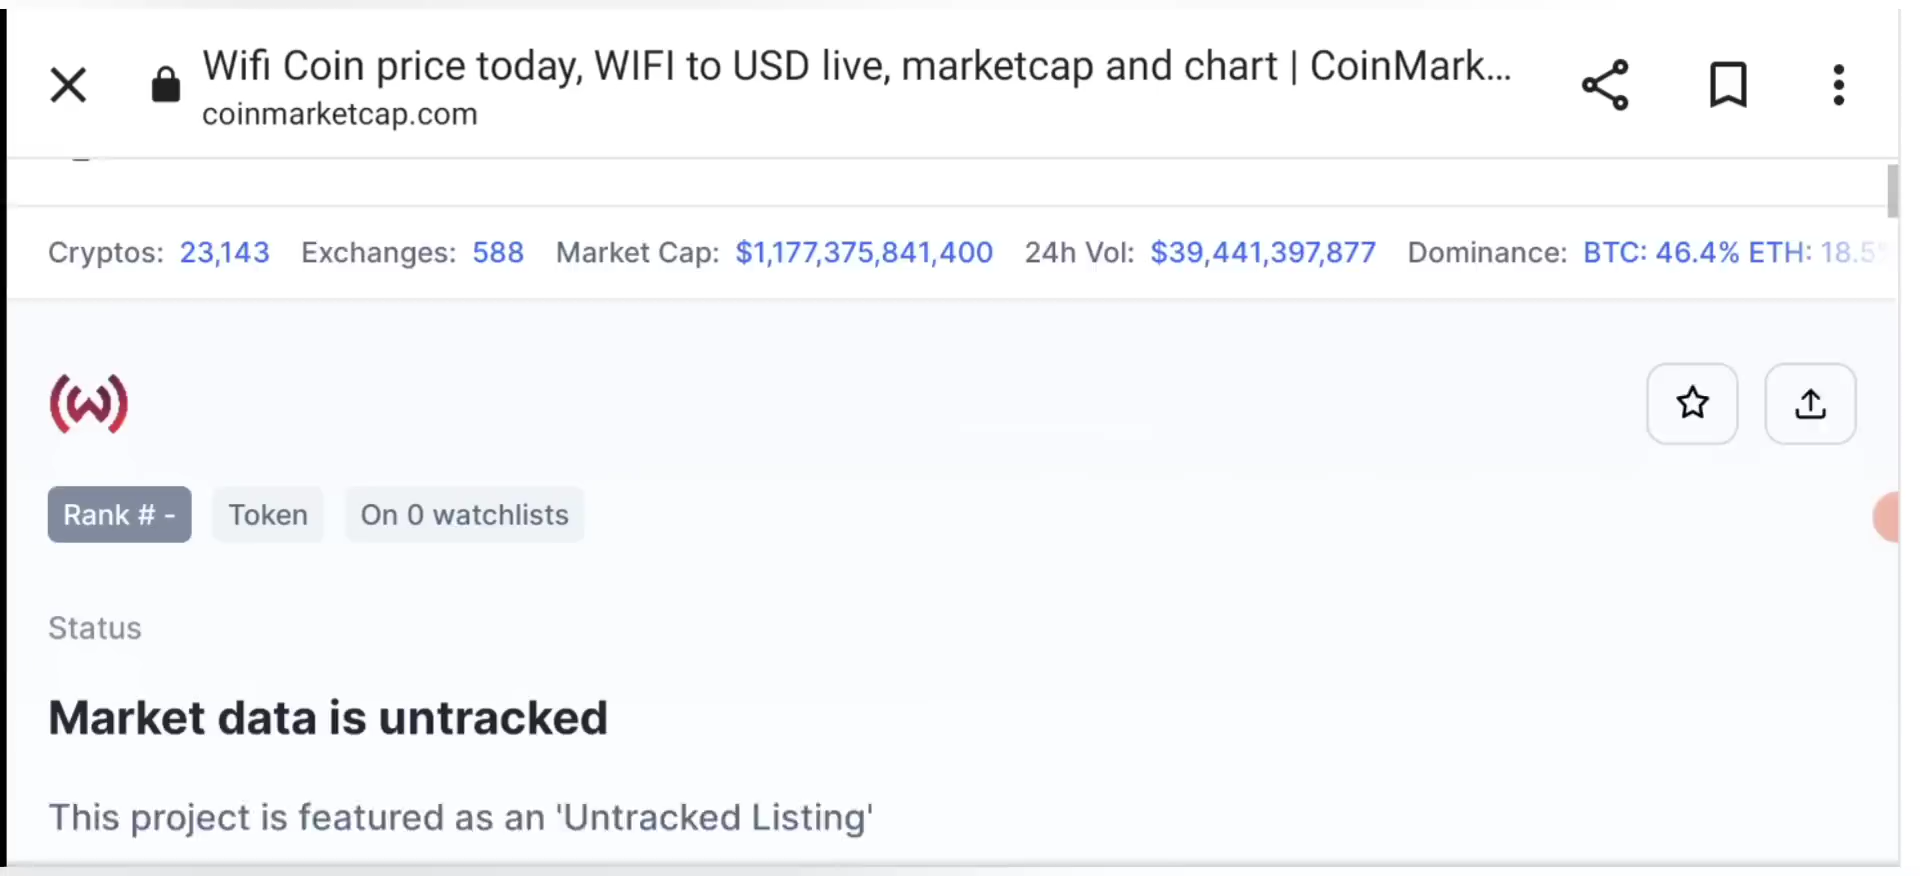 Wifi Coin price today, WIFI to USD live, marketcap and chart | CoinMark...
coinmarketcap.com
Cryptos: 23,143 Exchanges: 588 Market Cap: $1,177,375,841,400 24h Vol: $39,441,397,877 Dominance: BTC: 46.4% ETH: 18.5%
Rank # - Token On 0 watchlists
Status
Market data is untracked
This project is featured as an 'Untracked Listing'